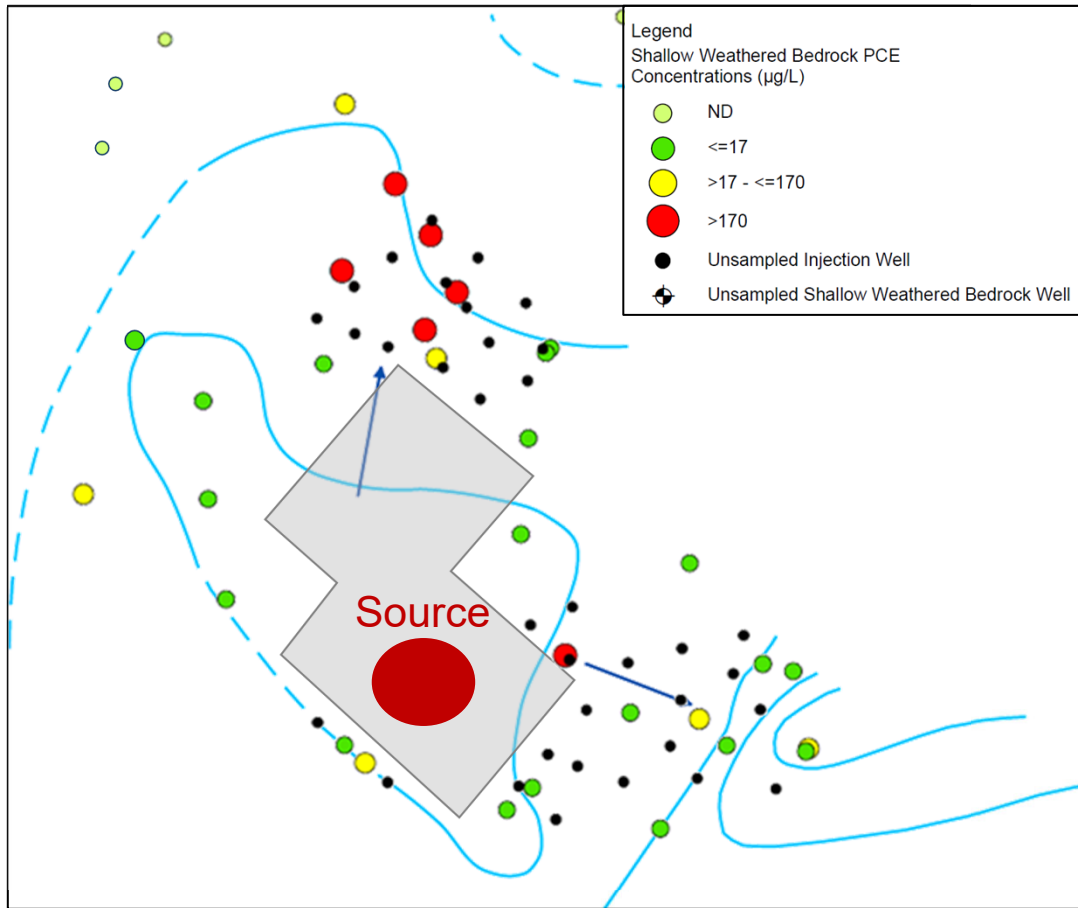 Legend
Shallow Weathered Bedrock PCE
Concentrations (µg/L)
ND
<=17
>17 - <=170
>170
Unsampled Injection Well
Unsampled Shallow Weathered Bedrock Well
Source